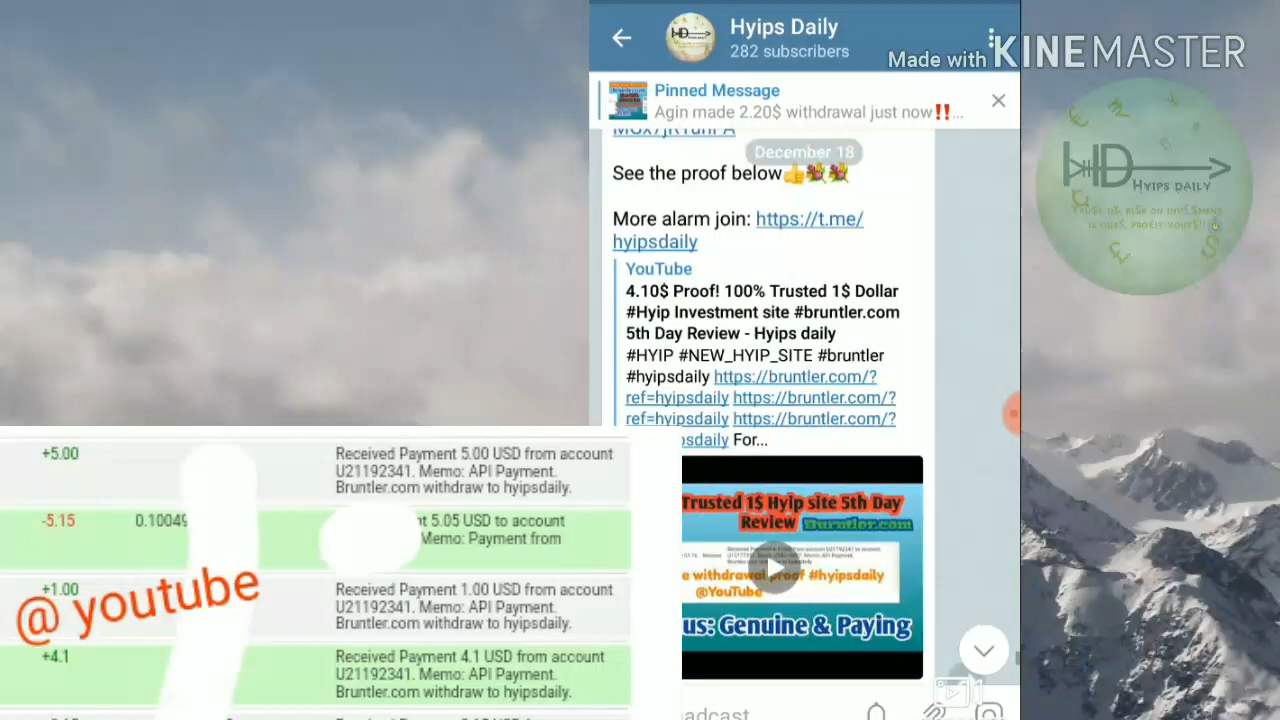 Hyips Daily
282 subscribers
Made with KINEMASTER
Pinned Message
Agin made 2.20$ withdrawal just now‼️...
December 18
See the proof below👍💐💐
More alarm join: https://t.me/
hyipsdaily
YouTube
4.10$ Proof! 100% Trusted 1$ Dollar
#Hyip Investment site #bruntler.com
5th Day Review - Hyips daily
#HYIP #NEW_HYIP_SITE #bruntler
#hyipsdaily https://bruntler.com/?
ref=hyipsdaily https://bruntler.com/?
ref=hyipsdaily https://bruntler.com/?
For...
Trusted 1$ Hyip site 5th Day
Review Burntler.com
withdrawal proof #hyipsdaily
@YouTube
us: Genuine & Paying
HD
HYIPS DAILY
+5.00
Received Payment 5.00 USD from account
U21192341. Memo: API Payment.
Bruntler.com withdraw to hyipsdaily.
-5.15 0.10049
5.05 USD to account
Memo: Payment from
+1.00
Received Payment 1.00 USD from account
U21192341. Memo: API Payment.
Bruntler.com withdraw to hyipsdaily.
@ youtube
+4.1
Received Payment 4.1 USD from account
U21192341. Memo: API Payment.
Bruntler.com withdraw to hyipsdaily.